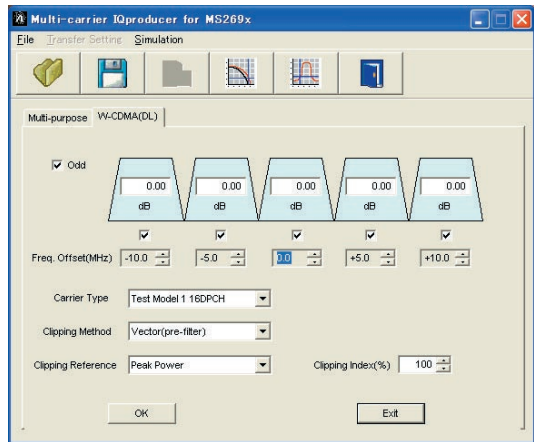 Multi-carrier IQproducer for MS269x
File Transfer Setting Simulation
Multi-purpose W-CDMA(DL)
Odd
0.00 0.00 0.00 0.00 0.00
dB dB dB dB dB
Freq. Offset(MHz) -10.0 -5.0 0.0 +5.0 +10.0
Carrier Type Test Model 1 16DPCH
Clipping Method Vector(pre-filter)
Clipping Reference Peak Power Clipping Index(%) 100
OK Exit